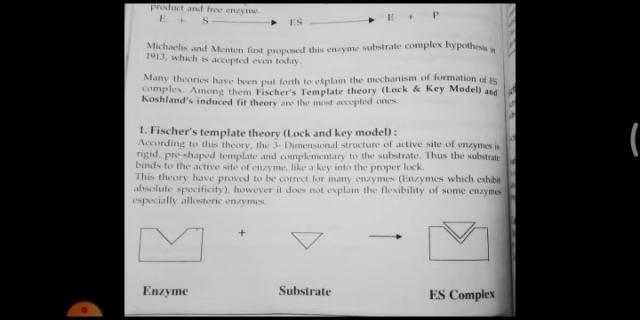 product and free enzyme.
E + S ⟶ ES ⟶ E + P
Michaelis and Menten first proposed this enzyme substrate complex hypothesis in
1913, which is accepted even today.
Many theories have been put forth to explain the mechanism of formation of ES
complex. Among them Fischer's Template theory (Lock & Key Model) and
Koshland's induced fit theory are the most accepted ones.
1. Fischer's template theory (Lock and key model) :
According to this theory, the 3- Dimensional structure of active site of enzymes is
rigid, pre-shaped template and complementary to the substrate. Thus the substrate
binds to the active site of enzyme, like a key into the proper lock.
This theory have proved to be correct for many enzymes (Enzymes which exhibit
absolute specificity), however it does not explain the flexibility of some enzymes
especially allosteric enzymes.
+
Enzyme Substrate ES Complex